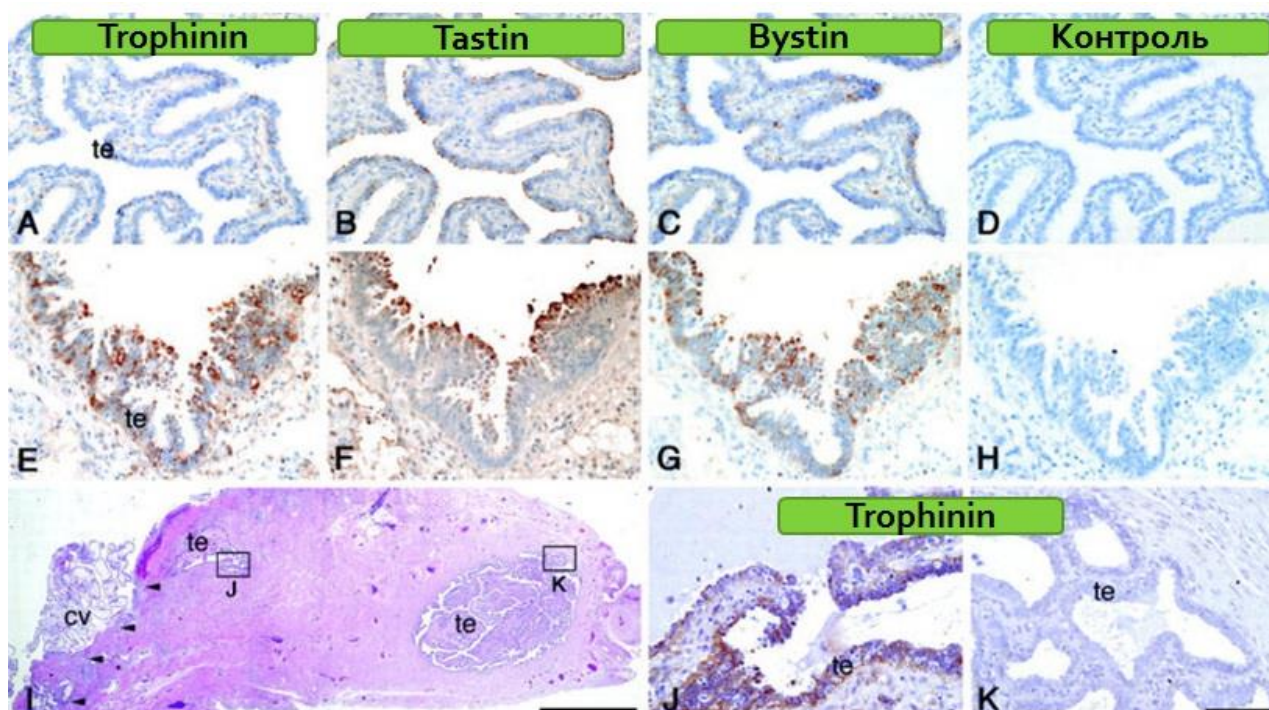 Trophinin Tastin Bystin Контроль
te
A B C D
te
E F G H
Trophinin
te
J K
cv te te te
I J K